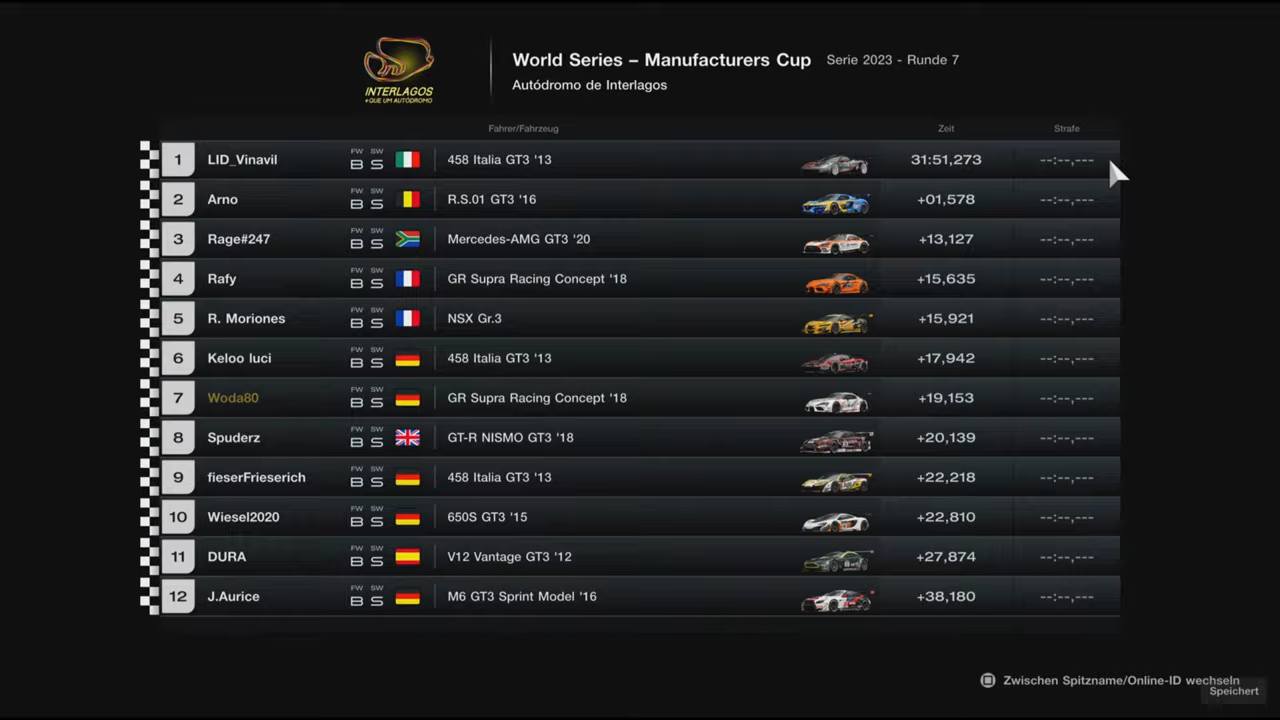 World Series – Manufacturers Cup Serie 2023 - Runde 7
Autódromo de Interlagos
INTERLAGOS
+QUE UM AUTÓDROMO
Fahrer/Fahrzeug Zeit Strafe
1 LID_Vinavil FW B SW S 458 Italia GT3 '13 31:51,273 --:--,---
2 Arno FW B SW S R.S.01 GT3 '16 +01,578 --:--,---
3 Rage#247 FW B SW S Mercedes-AMG GT3 '20 +13,127 --:--,---
4 Rafy FW B SW S GR Supra Racing Concept '18 +15,635 --:--,---
5 R. Moriones FW B SW S NSX Gr.3 +15,921 --:--,---
6 Keloo luci FW B SW S 458 Italia GT3 '13 +17,942 --:--,---
7 Woda80 FW B SW S GR Supra Racing Concept '18 +19,153 --:--,---
8 Spuderz FW B SW S GT-R NISMO GT3 '18 +20,139 --:--,---
9 fieserFrieserich FW B SW S 458 Italia GT3 '13 +22,218 --:--,---
10 Wiesel2020 FW B SW S 650S GT3 '15 +22,810 --:--,---
11 DURA FW B SW S V12 Vantage GT3 '12 +27,874 --:--,---
12 J.Aurice FW B SW S M6 GT3 Sprint Model '16 +38,180 --:--,---
Zwischen Spitzname/Online-ID wechseln
Speichert